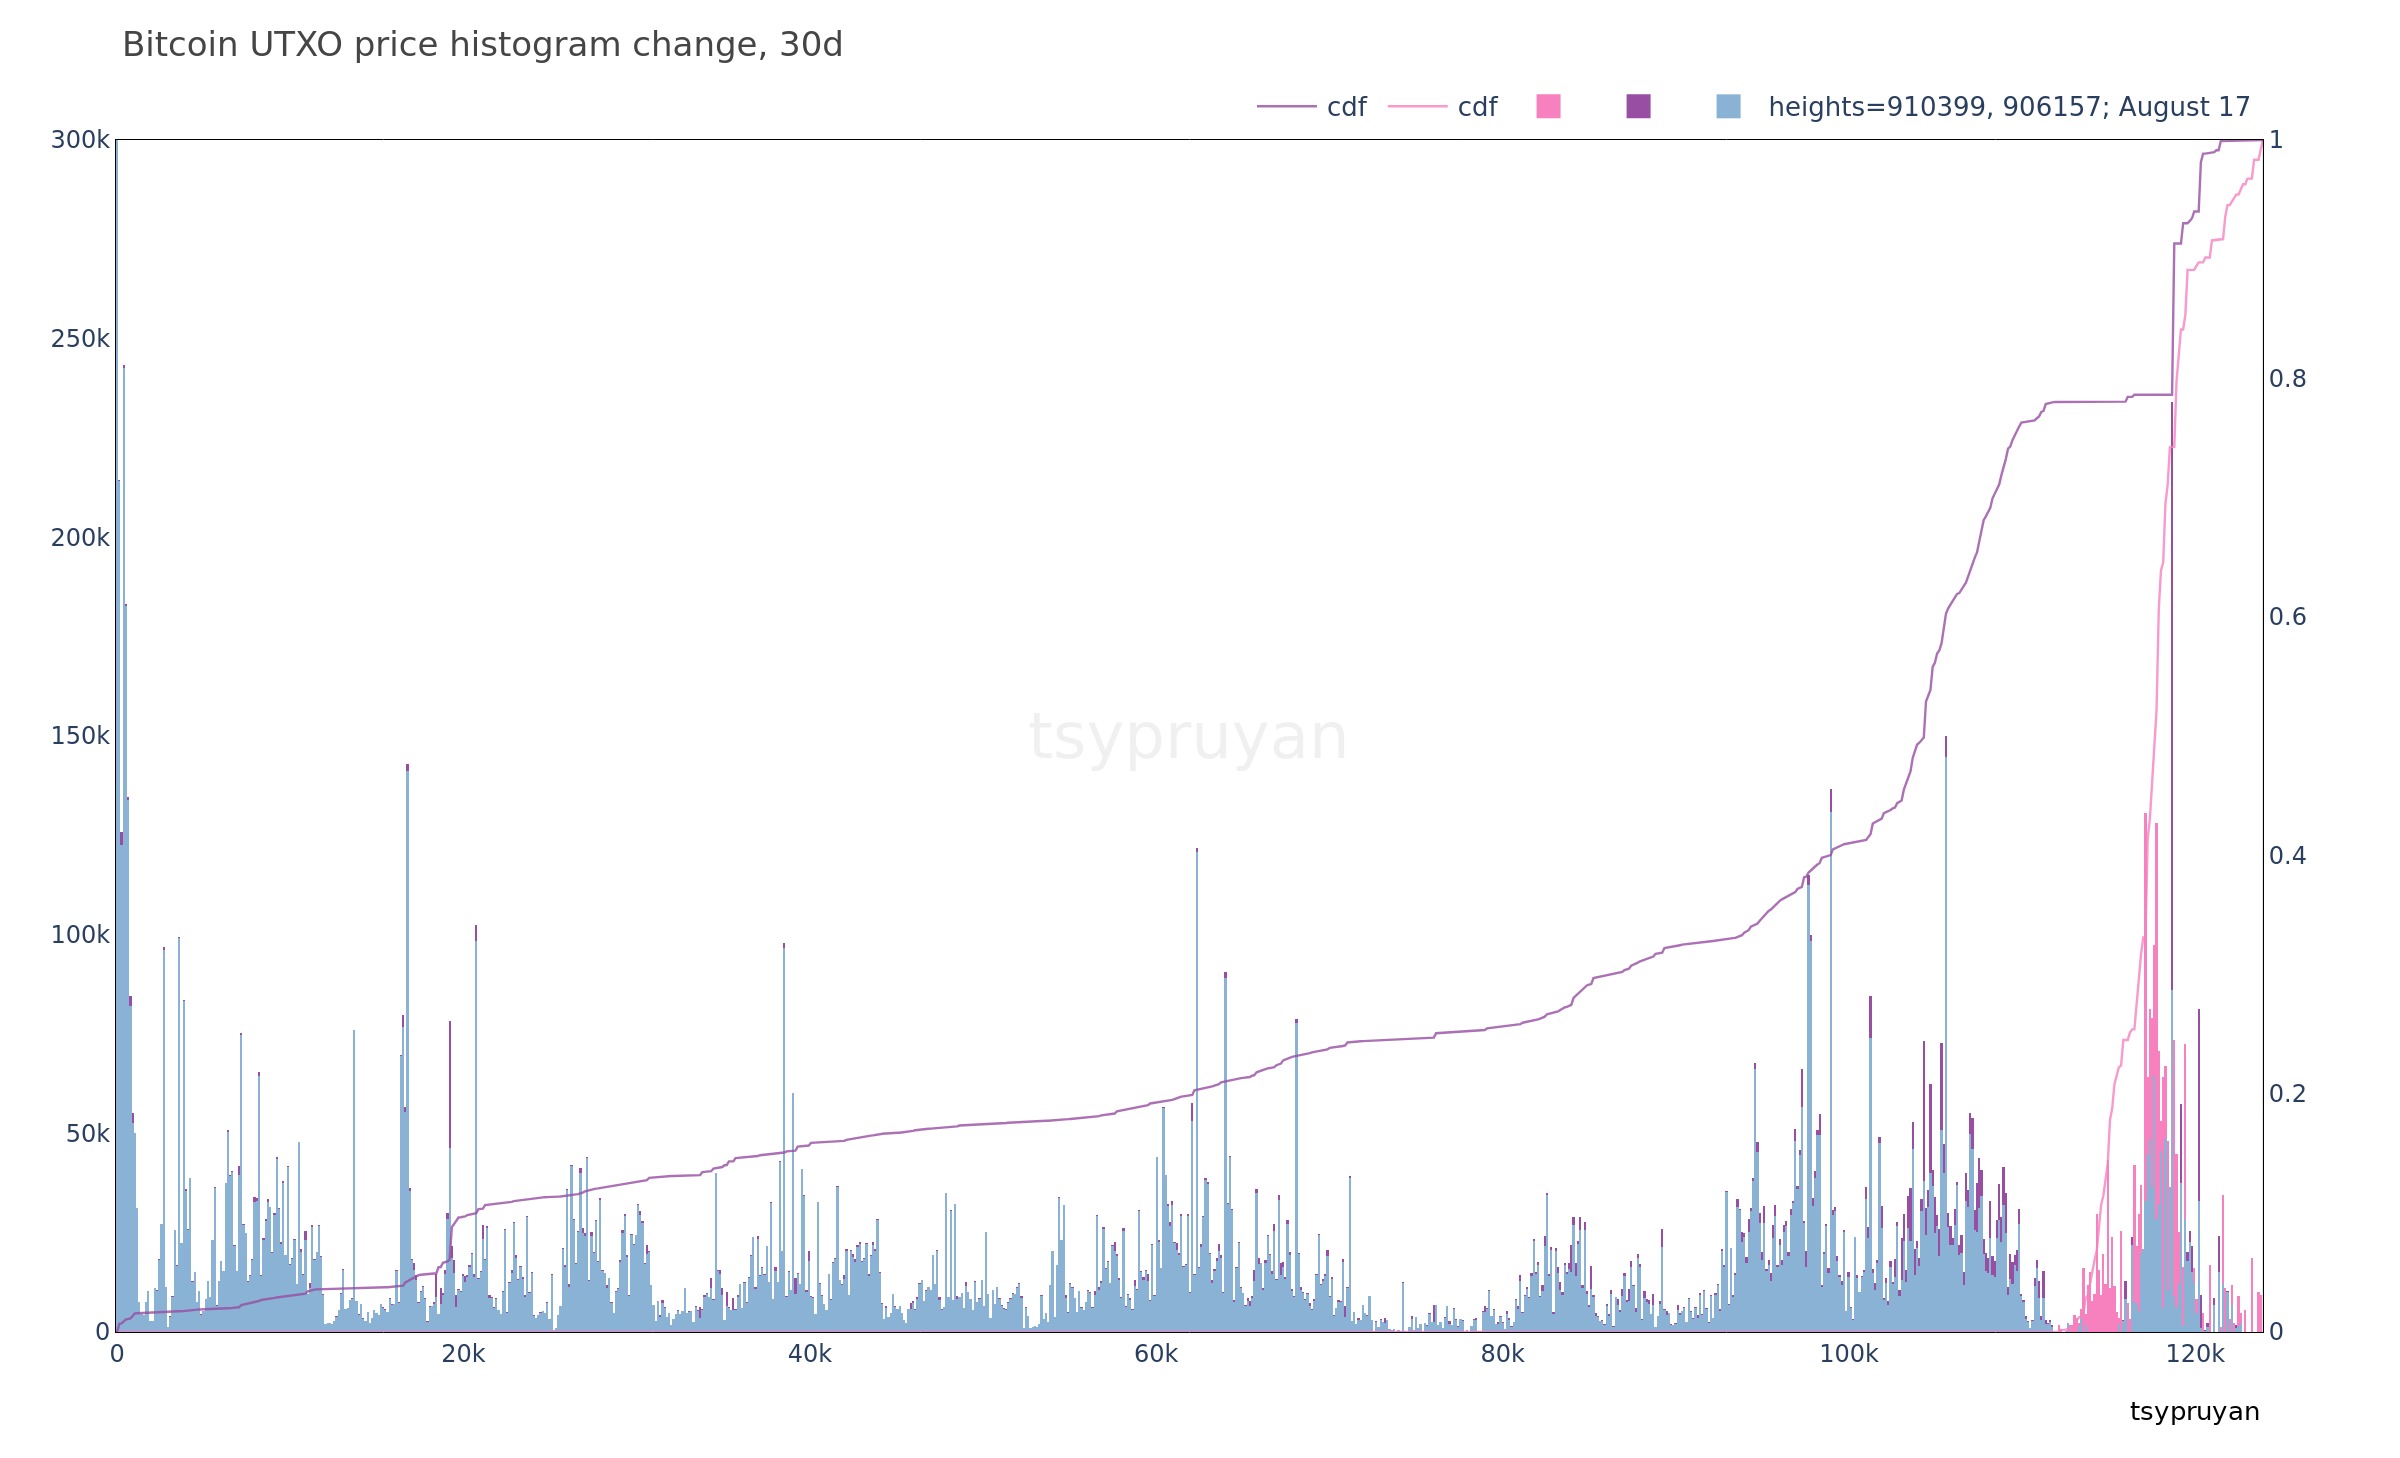 Bitcoin UTXO price histogram change, 30d
cdf cdf heights=910399, 906157; August 17
300k 1
250k
0.8
200k
0.6
150k
tsypruyan
0.4
100k
0.2
50k
0 0
0 20k 40k 60k 80k 100k 120k
tsypruyan